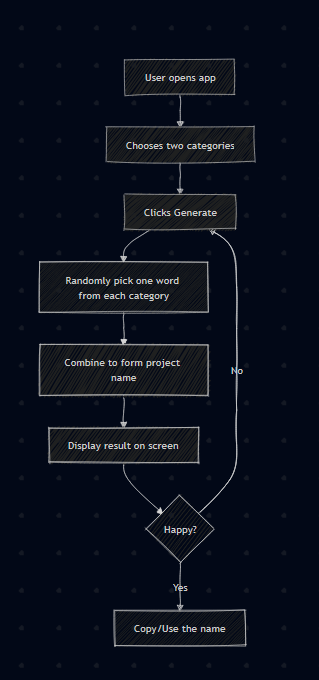 User opens app
Chooses two categories
Clicks Generate
Randomly pick one word
from each category
Combine to form project
name
Display result on screen
Happy?
No
Yes
Copy/Use the name